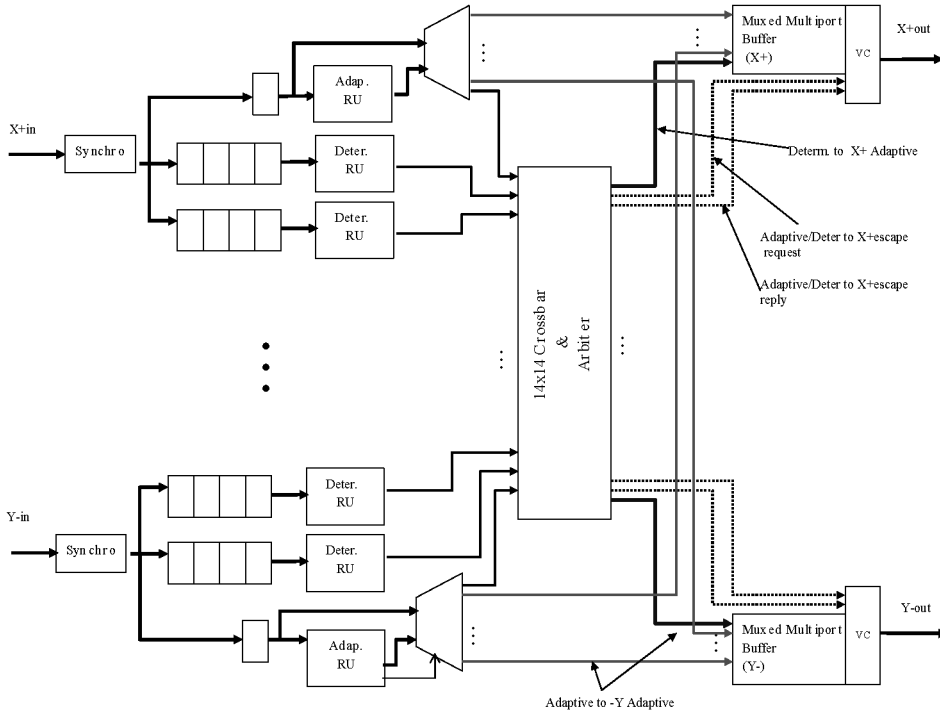 Muxed Multiport
Buffer
(X+)
VC
X+out
Adap.
RU
X+in
Synchro
Deter.
RU
Deter.
RU
Determ. to X+ Adaptive
Adaptive/Deter to X+escape
request
Adaptive/Deter to X+escape
reply
14x14 Crossbar
&
Arbiter
Deter.
RU
Y-in
Synchro
Deter.
RU
Adap.
RU
Muxed Multiport
Buffer
(Y-)
VC
Y-out
Adaptive to -Y Adaptive